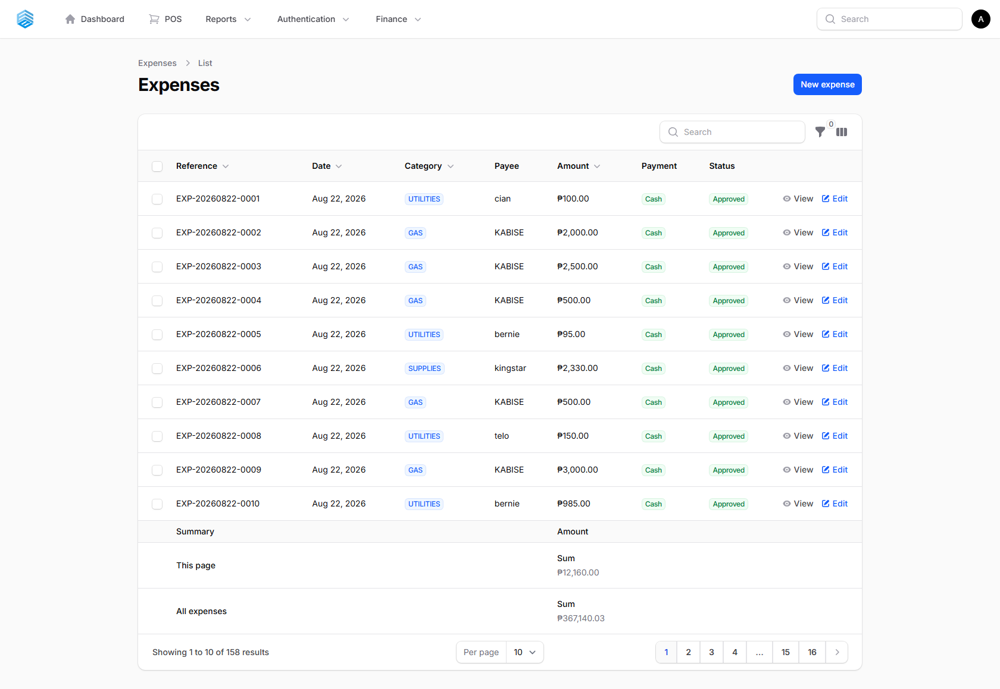 Dashboard POS Reports Authentication Finance Search A
Expenses List
Expenses New expense
Search 0
Reference Date Category Payee Amount Payment Status
EXP-20260822-0001 Aug 22, 2026 UTILITIES cian ₱100.00 Cash Approved View Edit
EXP-20260822-0002 Aug 22, 2026 GAS KABISE ₱2,000.00 Cash Approved View Edit
EXP-20260822-0003 Aug 22, 2026 GAS KABISE ₱2,500.00 Cash Approved View Edit
EXP-20260822-0004 Aug 22, 2026 GAS KABISE ₱500.00 Cash Approved View Edit
EXP-20260822-0005 Aug 22, 2026 UTILITIES bernie ₱95.00 Cash Approved View Edit
EXP-20260822-0006 Aug 22, 2026 SUPPLIES kingstar ₱2,330.00 Cash Approved View Edit
EXP-20260822-0007 Aug 22, 2026 GAS KABISE ₱500.00 Cash Approved View Edit
EXP-20260822-0008 Aug 22, 2026 UTILITIES telo ₱150.00 Cash Approved View Edit
EXP-20260822-0009 Aug 22, 2026 GAS KABISE ₱3,000.00 Cash Approved View Edit
EXP-20260822-0010 Aug 22, 2026 UTILITIES bernie ₱985.00 Cash Approved View Edit
Summary Amount
This page Sum
₱12,160.00
All expenses Sum
₱367,140.03
Showing 1 to 10 of 158 results Per page 10 1 2 3 4 ... 15 16